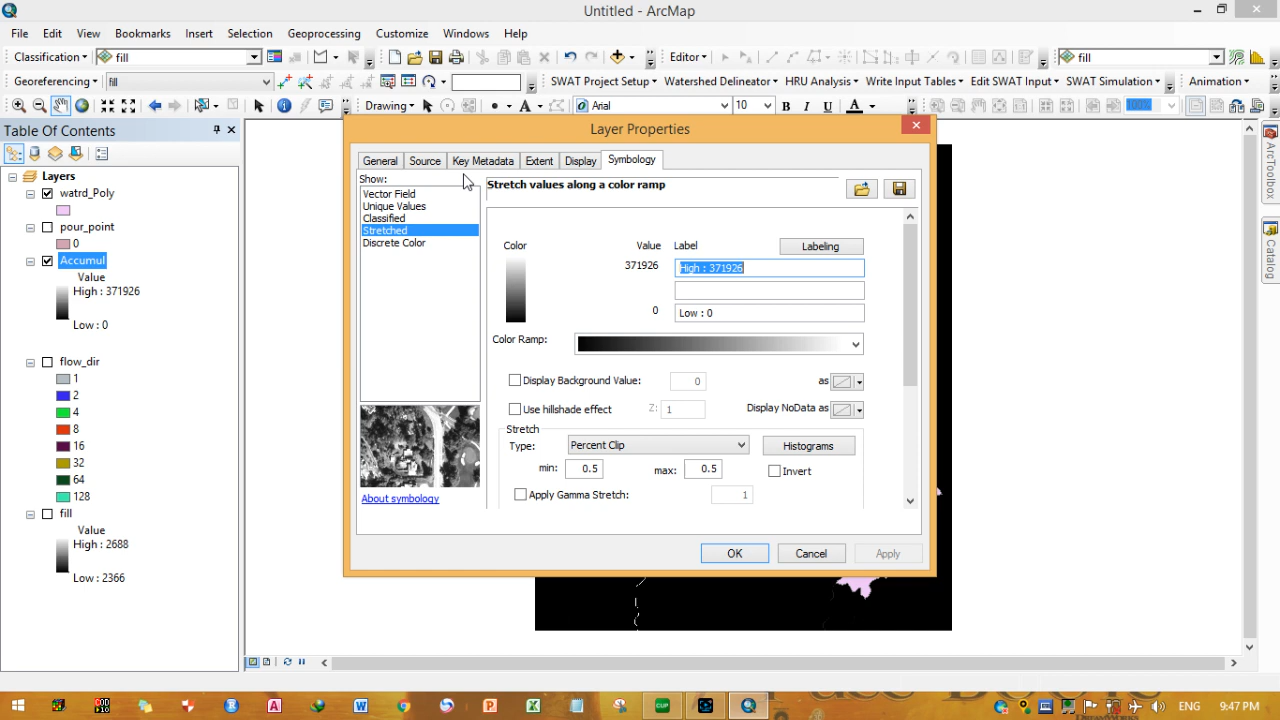 Untitled - ArcMap
File Edit View Bookmarks Insert Selection Geoprocessing Customize Windows Help
Classification fill Editor fill
Georeferencing fill SWAT Project Setup Watershed Delineator HRU Analysis Write Input Tables Edit SWAT Input SWAT Simulation Animation
Drawing A Arial 10 B I U A 100%
Table Of Contents
Layers
watrd_Poly
pour_point
0
Accumul
Value
High : 371926
Low : 0
flow_dir
1
2
4
8
16
32
64
128
fill
Value
High : 2688
Low : 2366
Layer Properties
General Source Key Metadata Extent Display Symbology
Show:
Vector Field
Unique Values
Classified
Stretched
Discrete Color
About symbology
Stretch values along a color ramp
Color Value Label Labeling
371926 High : 371926
0 Low : 0
Color Ramp:
Display Background Value: 0 as
Use hillshade effect Z: 1 Display NoData as
Stretch
Type: Percent Clip Histograms
min: 0.5 max: 0.5 Invert
Apply Gamma Stretch: 1
OK Cancel Apply
ArcToolbox
Catalog
ENG 9:47 PM